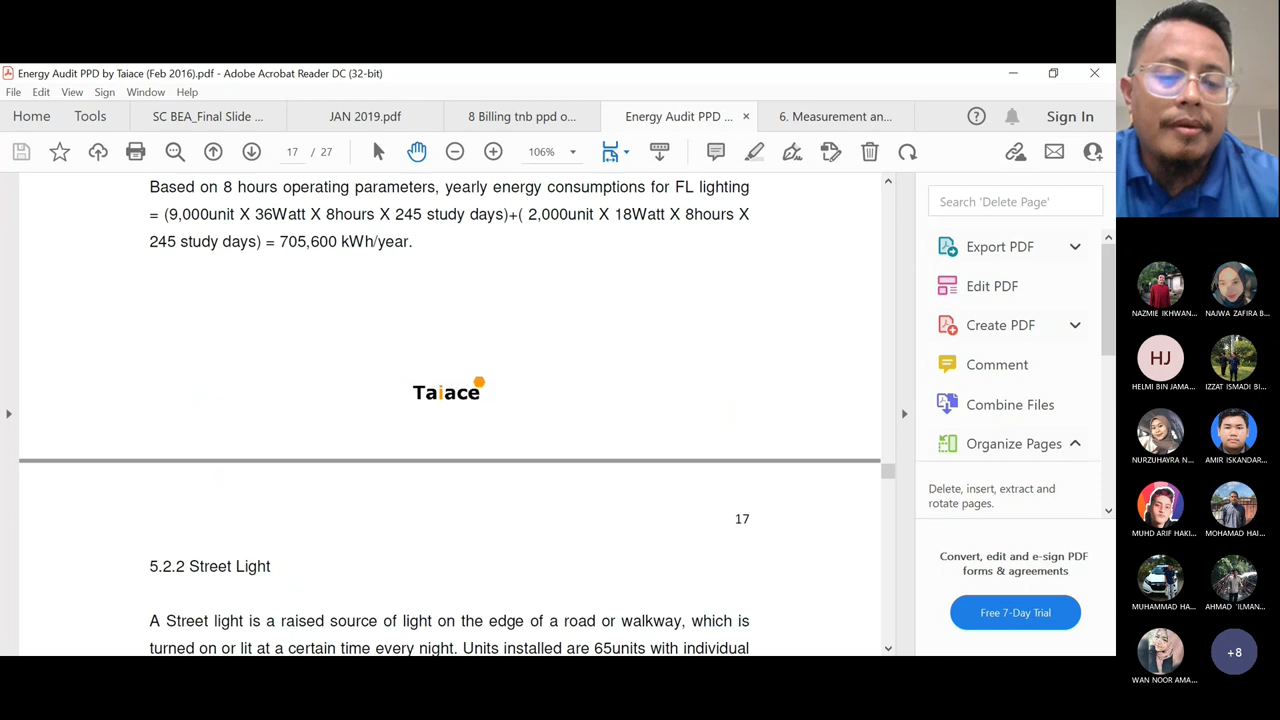 Energy Audit PPD by Taiace (Feb 2016).pdf - Adobe Acrobat Reader DC (32-bit)
File Edit View Sign Window Help
Home Tools SC BEA_Final Slide ... JAN 2019.pdf 8 Billing tnb ppd o... Energy Audit PPD ... 6. Measurement an... Sign In
17 / 27 106%
Based on 8 hours operating parameters, yearly energy consumptions for FL lighting
= (9,000unit X 36Watt X 8hours X 245 study days)+( 2,000unit X 18Watt X 8hours X
245 study days) = 705,600 kWh/year.
Taiace
17
5.2.2 Street Light
A Street light is a raised source of light on the edge of a road or walkway, which is
turned on or lit at a certain time every night. Units installed are 65units with individual
Search 'Delete Page'
Export PDF
Edit PDF
Create PDF
Comment
Combine Files
Organize Pages
Delete, insert, extract and
rotate pages.
Convert, edit and e-sign PDF
forms & agreements
Free 7-Day Trial
NAZMIE IKHWAN... NAJWA ZAFIRA B...
HJ
HELMI BIN JAMA... IZZAT ISMADI BI...
NURZUHAYRA N... AMIR ISKANDAR...
MUHD ARIF HAKI... MOHAMAD HAI...
MUHAMMAD HA... AHMAD 'ILMAN...
+8
WAN NOOR AMA...